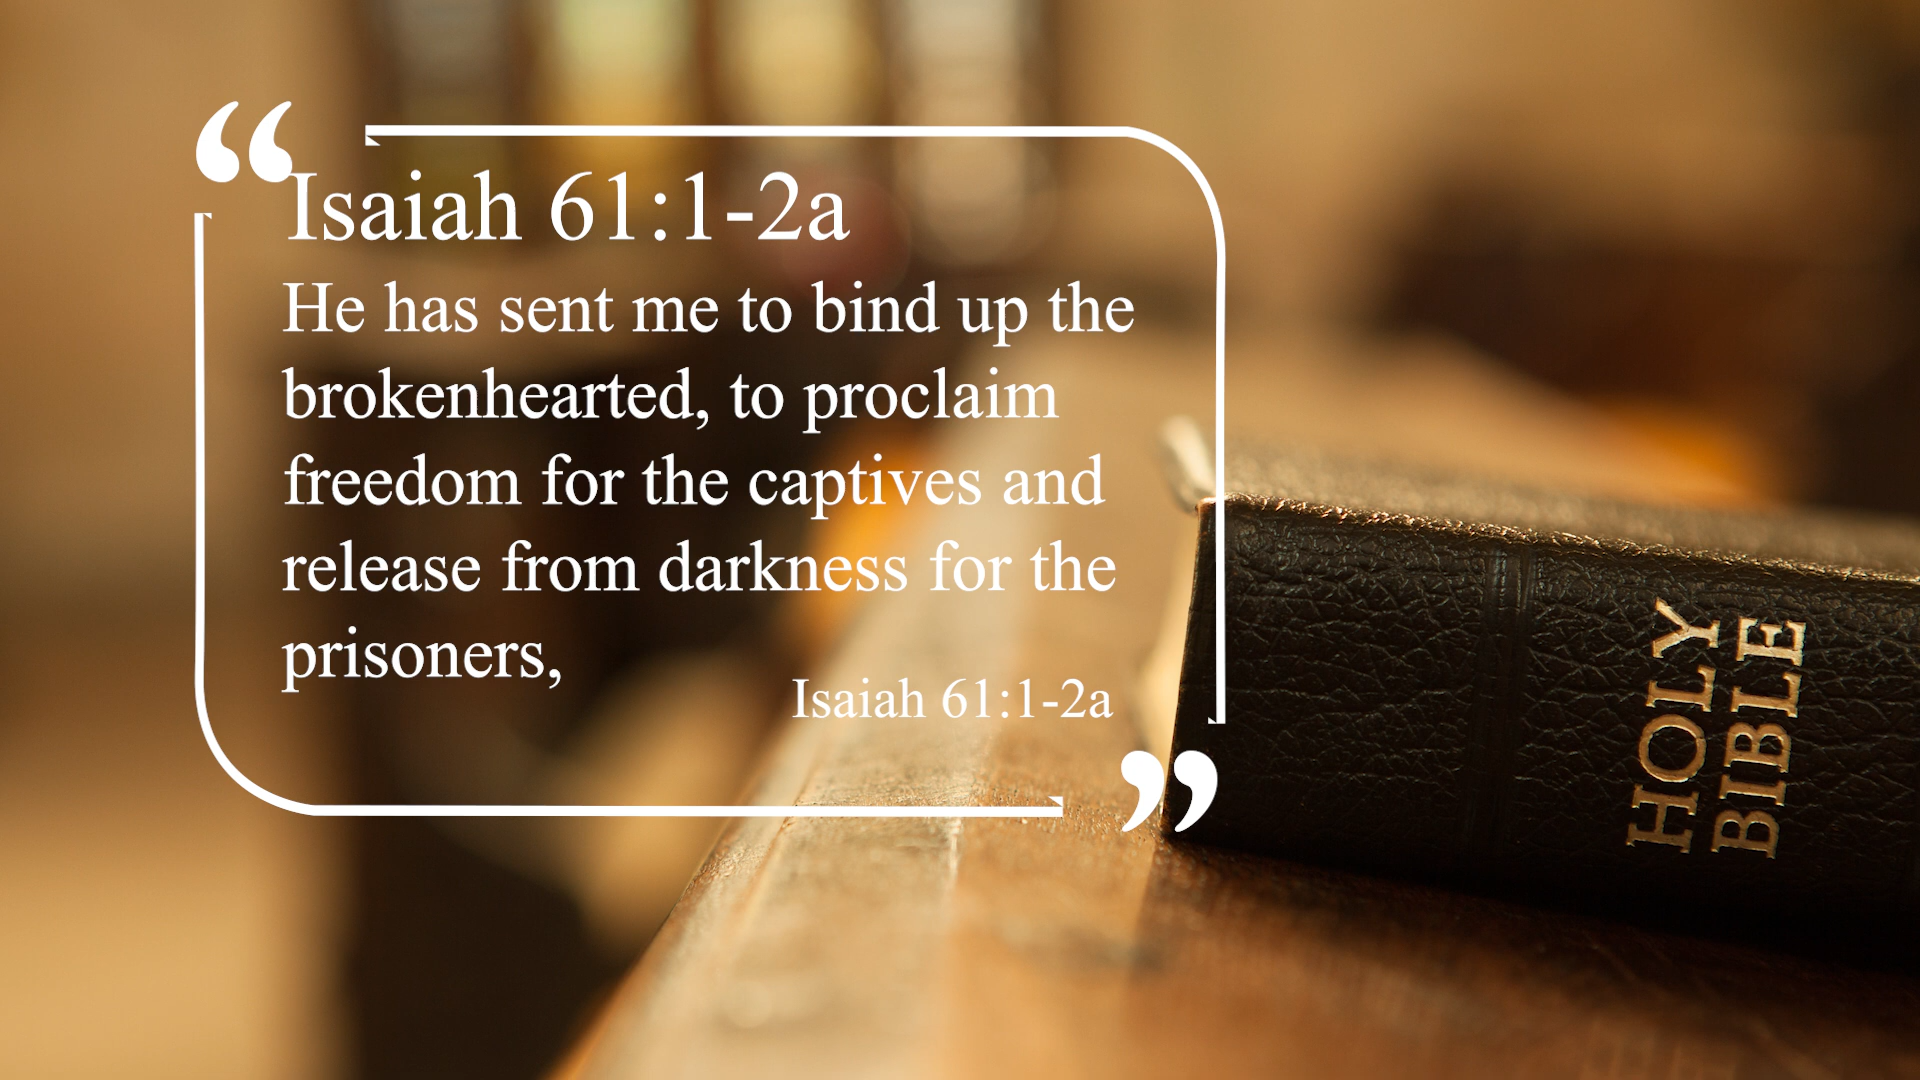 Isaiah 61:1-2a
He has sent me to bind up the
brokenhearted, to proclaim
freedom for the captives and
release from darkness for the
prisoners,
Isaiah 61:1-2a
HOLY
BIBLE